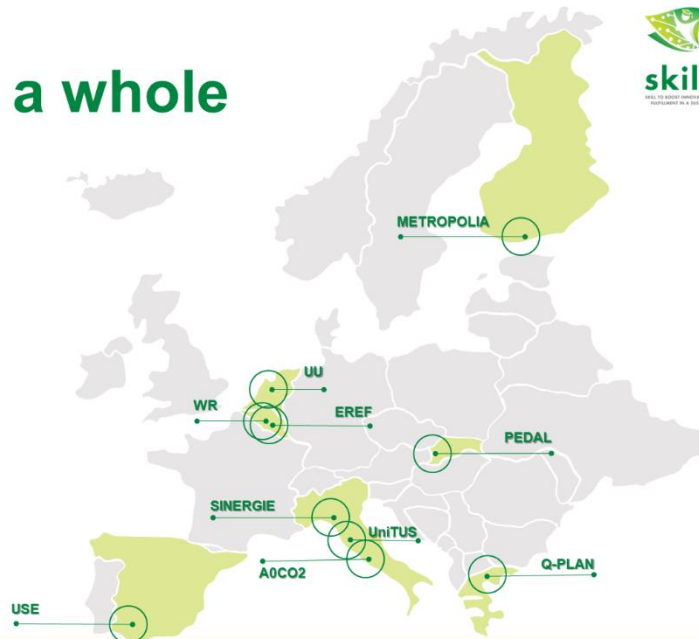 a whole
skil
METROPOLIA
UU
WR
EREF
PEDAL
SINERGIE
UniTUS
A0CO2
Q-PLAN
USE